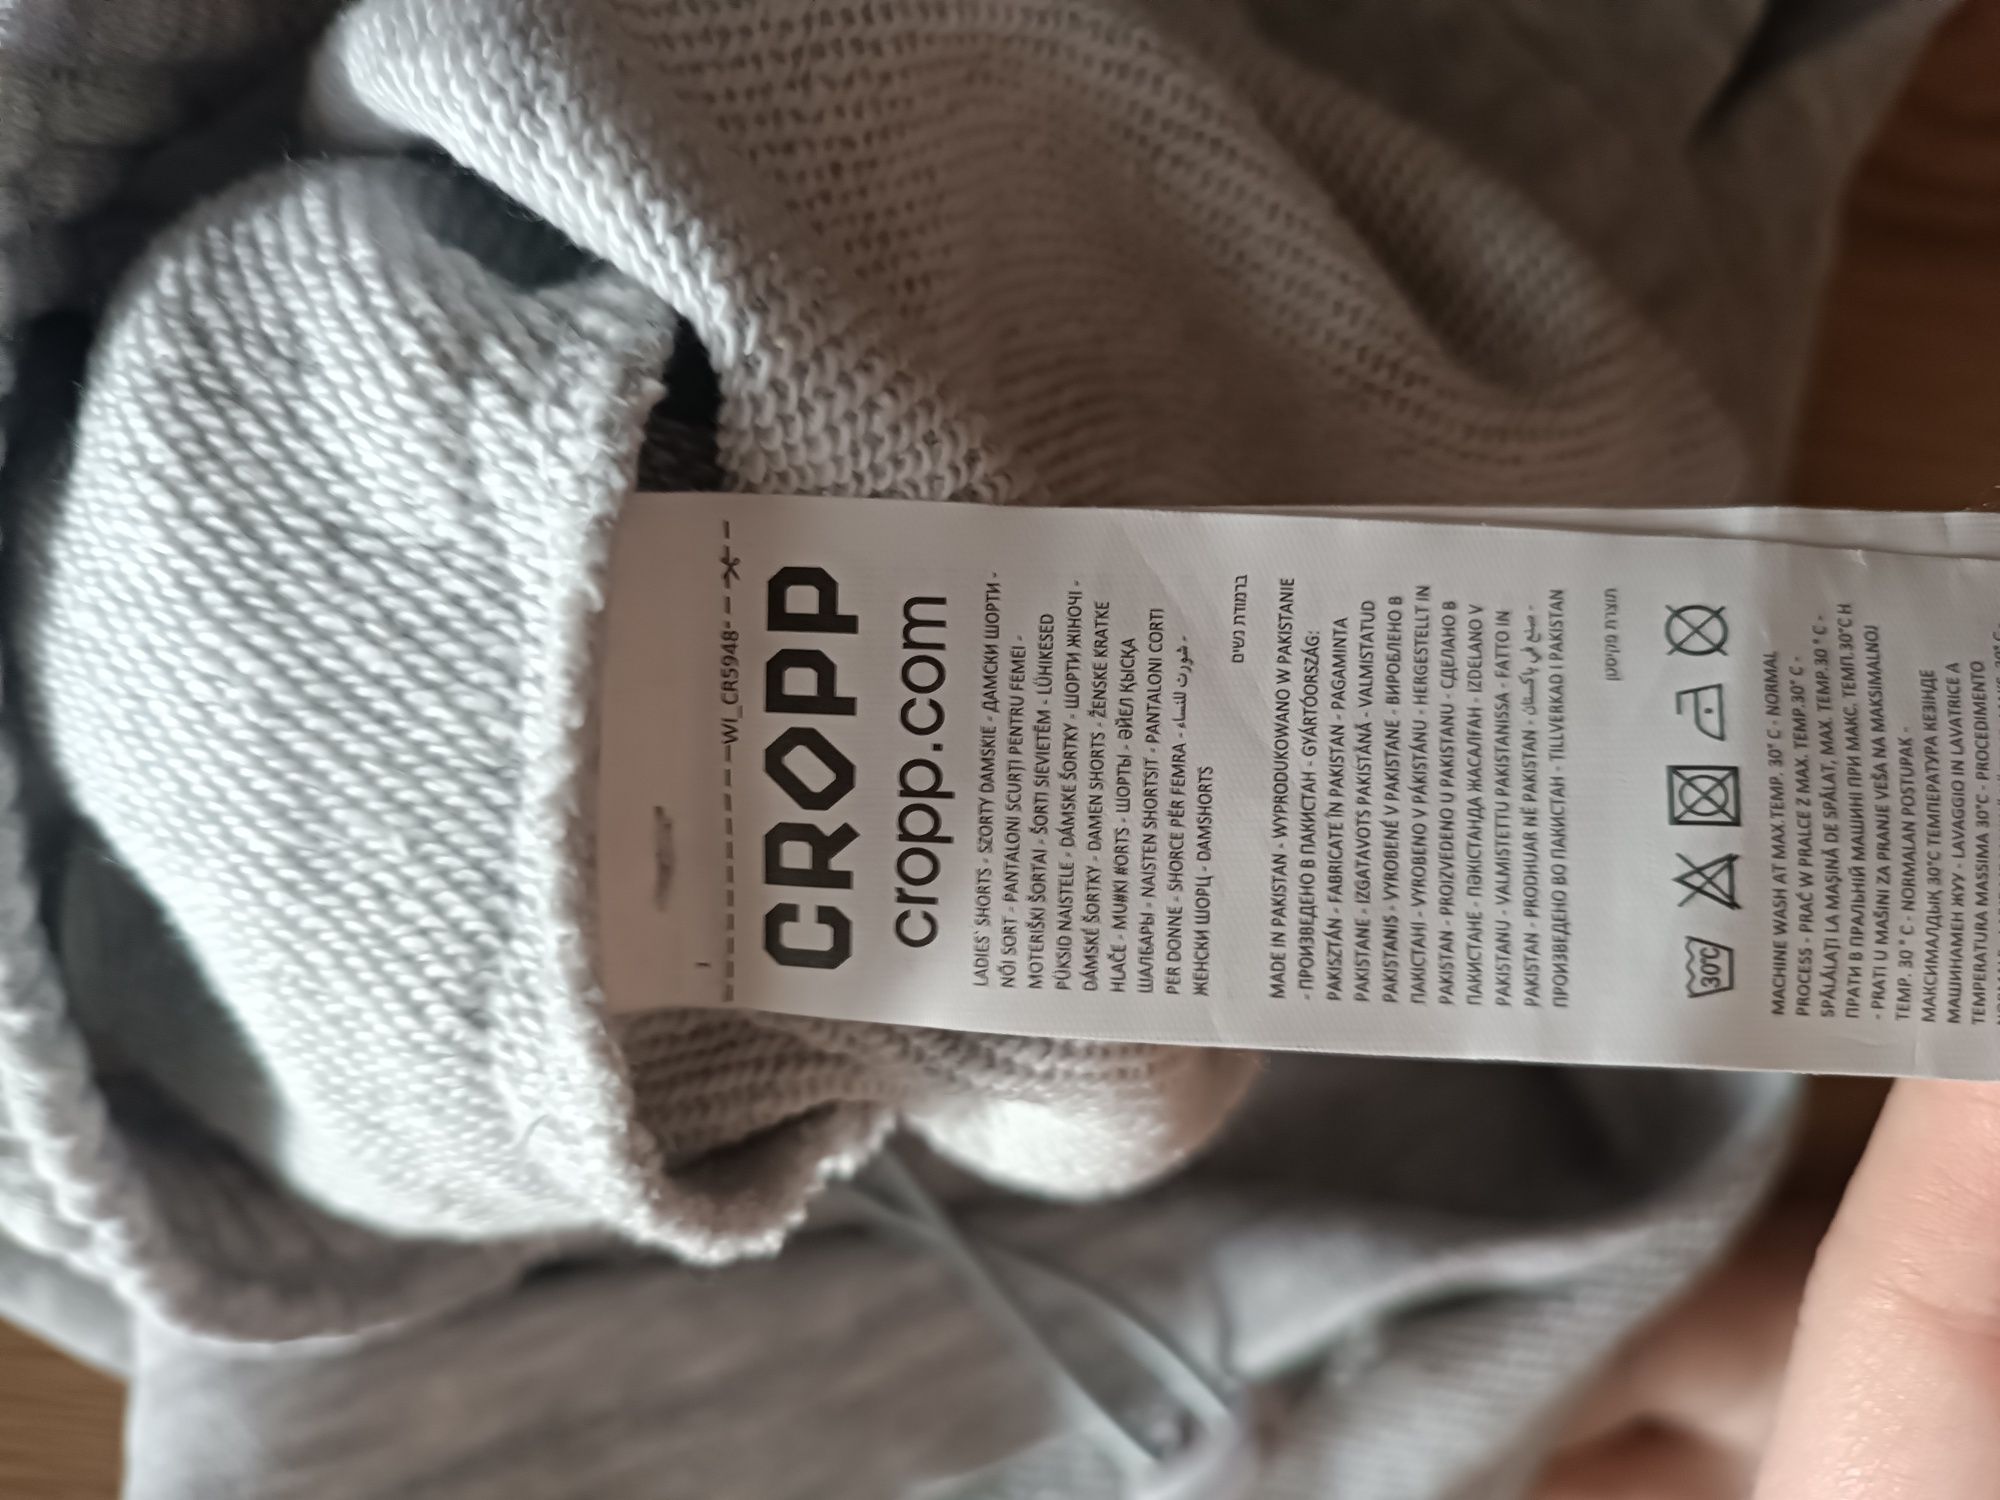 WI_CR5948
CROPP
cropp.com
LADIES` SHORTS - SZORTY DAMSKIE - ДАМСКИ ШОРТИ -
NŐI SORT - PANTALONI SCURȚI PENTRU FEMEI -
MOTERIŠKI ŠORTAI - ŠORTI SIEVIETĒM - LÜHIKESED
PÜKSID NAISTELE - DÁMSKE ŠORTKY - ШОРТИ ЖІНОЧІ -
DÁMSKÉ ŠORTKY - DAMEN SHORTS - ŽENSKE KRATKE
HLAČE - MU#KI #ORTS - ШОРТЫ - ӘЙЕЛ ҚЫСҚА
ШАЛБАРЫ - NAISTEN SHORTSIT - PANTALONI CORTI
PER DONNE - SHORCE PËR FEMRA - شورت للنساء -
ЖЕНСКИ ШОРЦ - DAMSHORTS
ברמודת נשים
MADE IN PAKISTAN - WYPRODUKOWANO W PAKISTANIE
- ПРОИЗВЕДЕНО В ПАКИСТАН - GYÁRTÓORSZÁG:
PAKISZTÁN - FABRICATE ÎN PAKISTAN - PAGAMINTA
PAKISTANE - IZGATAVOTS PAKISTĀNĀ - VALMISTATUD
PAKISTANIS - VYROBENÉ V PAKISTANE - ВИРОБЛЕНО В
ПАКИСТАНІ - VYROBENO V PÁKISTÁNU - HERGESTELLT IN
PAKISTAN - PROIZVEDENO U PAKISTANU - СДЕЛАНО В
ПАКИСТАНЕ - ПӘКІСТАНДА ЖАСАЛҒАН - IZDELANO V
PAKISTANU - VALMISTETTU PAKISTANISSA - FATTO IN
PAKISTAN - PRODHUAR NË PAKISTAN - صنع في باكستان -
ПРОИЗВЕДЕНО ВО ПАКИСТАН - TILLVERKAD I PAKISTAN
תוצרת פקיסטן
30°C
MACHINE WASH AT MAX.TEMP. 30° C - NORMAL
PROCESS - PRAĆ W PRALCE Z MAX. TEMP.30° C -
SPĂLAȚI LA MAȘINĂ DE SPĂLAT, MAX. TEMP.30 ° C -
ПРАТИ В ПРАЛЬНІЙ МАШИНІ ПРИ МАКС. ТЕМП.30°С Н
- PRATI U MAŠINI ZA PRANJE VEŠA NA MAKSIMALNOJ
TEMP. 30 ° C - NORMALAN POSTUPAK -
МАКСИМАЛДЫҚ 30°С ТЕМПЕРАТУРА КЕЗІНДЕ
МАШИНАМЕН ЖУУ - LAVAGGIO IN LAVATRICE A
TEMPERATURA MASSIMA 30°C - PROCEDIMENTO